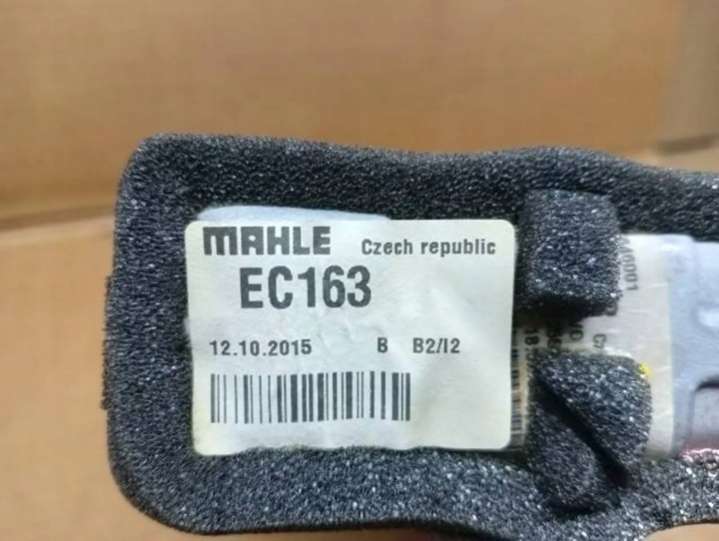 MAHLE Czech republic
EC163
12.10.2015 B B2/I2